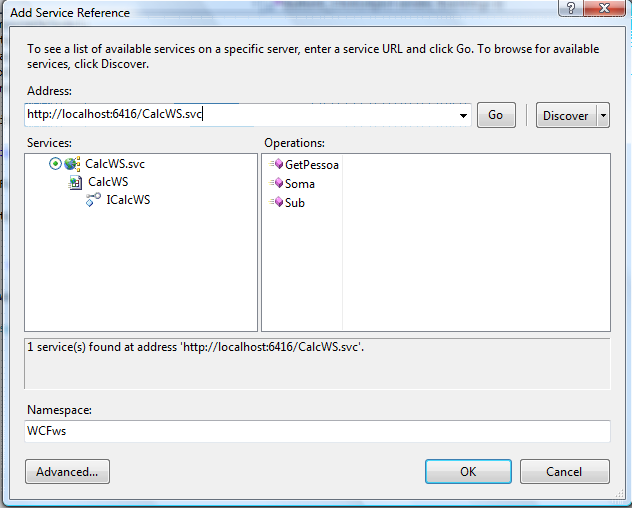 Add Service Reference
To see a list of available services on a specific server, enter a service URL and click Go. To browse for available
services, click Discover.
Address:
http://localhost:6416/CalcWS.svc
Go
Discover
Services:
Operations:
CalcWS.svc
CalcWS
ICalcWS
GetPessoa
Soma
Sub
1 service(s) found at address 'http://localhost:6416/CalcWS.svc'.
Namespace:
WCFws
Advanced...
OK
Cancel